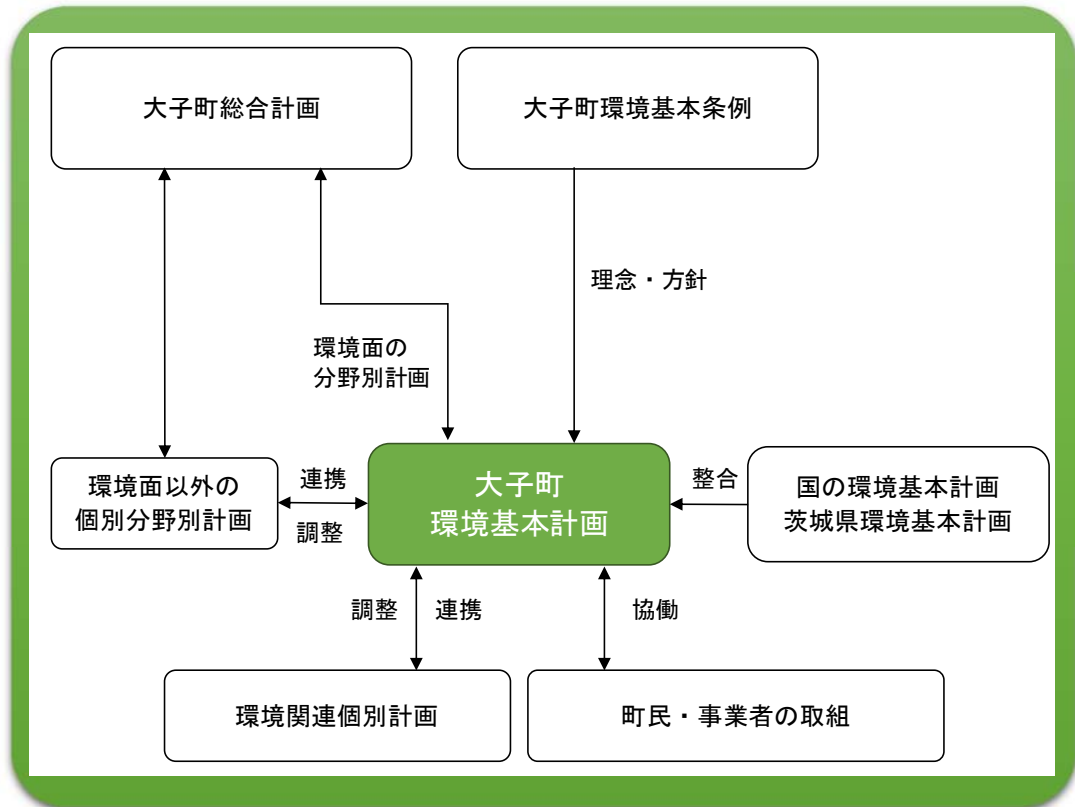 大子町総合計画
大子町環境基本条例
理念・方針
環境面の
分野別計画
環境面以外の
個別分野別計画
連携
調整
大子町
環境基本計画
整合
国の環境基本計画
茨城県環境基本計画
調整
連携
協働
環境関連個別計画
町民・事業者の取組